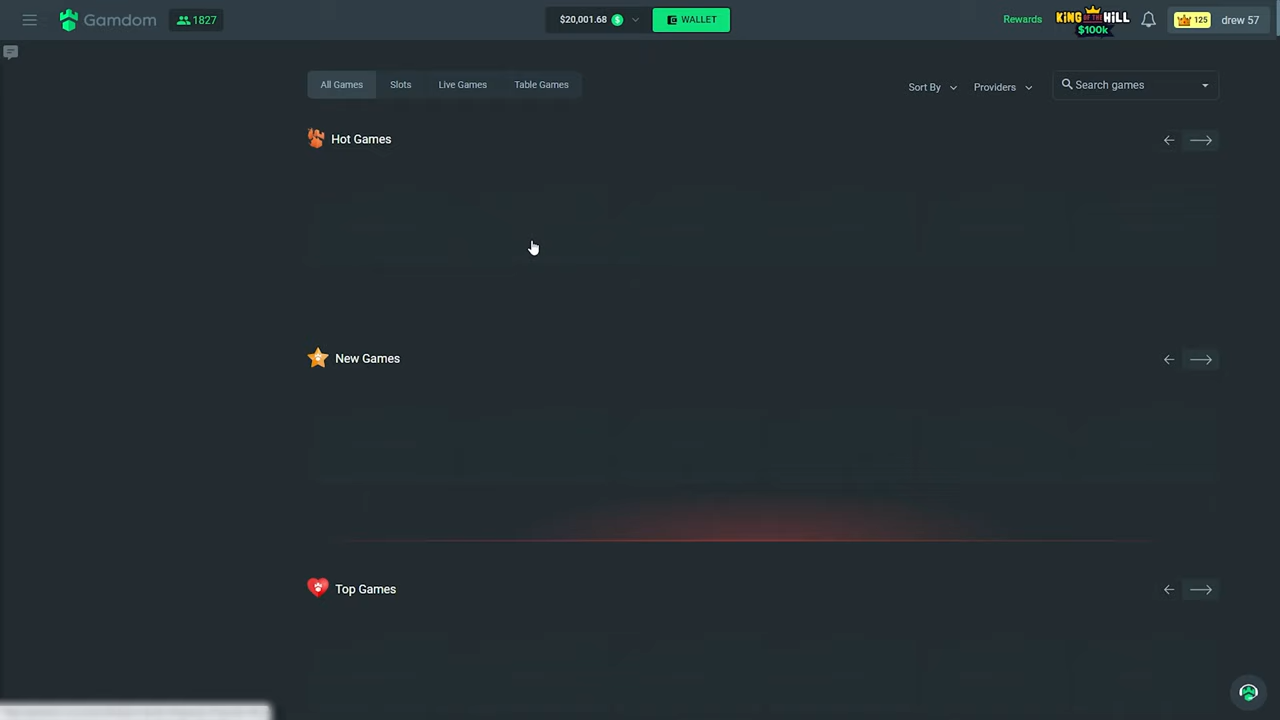 Gamdom
1827
$20,001.68
WALLET
Rewards
KING OF THE HILL
$100k
125
drew 57
All Games
Slots
Live Games
Table Games
Sort By
Providers
Search games
Hot Games
New Games
Top Games